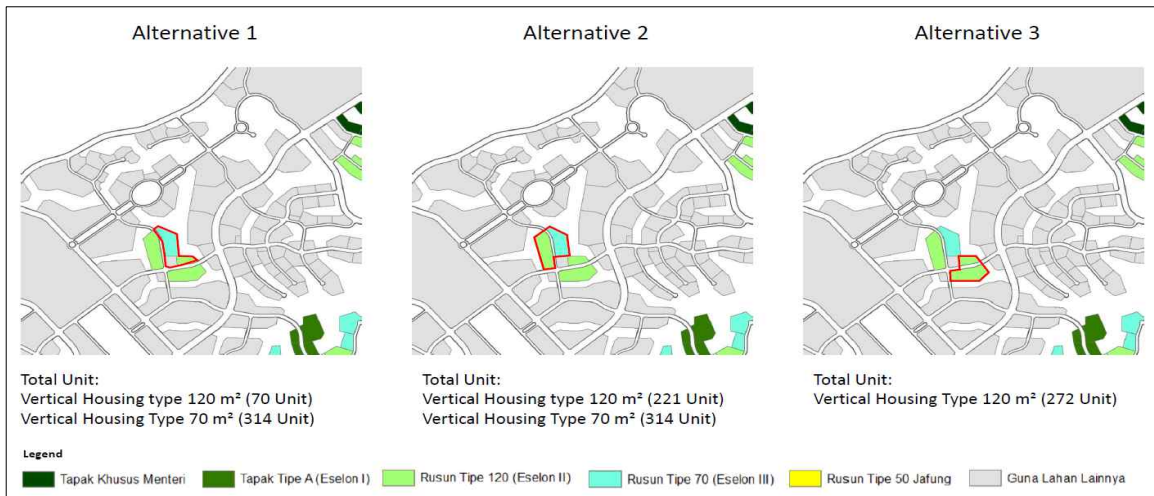 Alternative 1
Alternative 2
Alternative 3
Total Unit:
Vertical Housing type 120 m² (70 Unit)
Vertical Housing Type 70 m² (314 Unit)
Total Unit:
Vertical Housing type 120 m² (221 Unit)
Vertical Housing Type 70 m² (314 Unit)
Total Unit:
Vertical Housing Type 120 m² (272 Unit)
Legend
Tapak Khusus Menteri
Tapak Tipe A (Eselon I)
Rusun Tipe 120 (Eselon II)
Rusun Tipe 70 (Eselon III)
Rusun Tipe 50 Jafung
Guna Lahan Lainnya